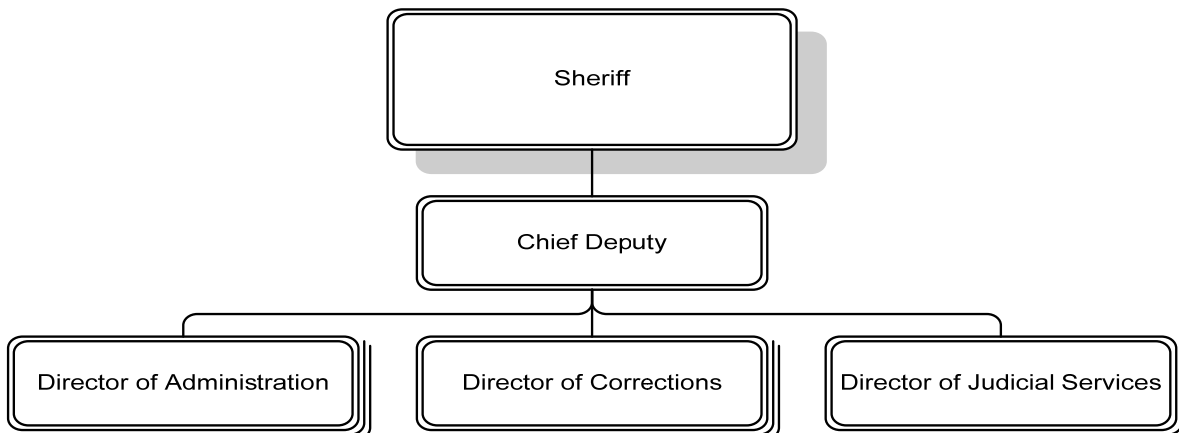 Sheriff
Chief Deputy
Director of Administration
Director of Corrections
Director of Judicial Services